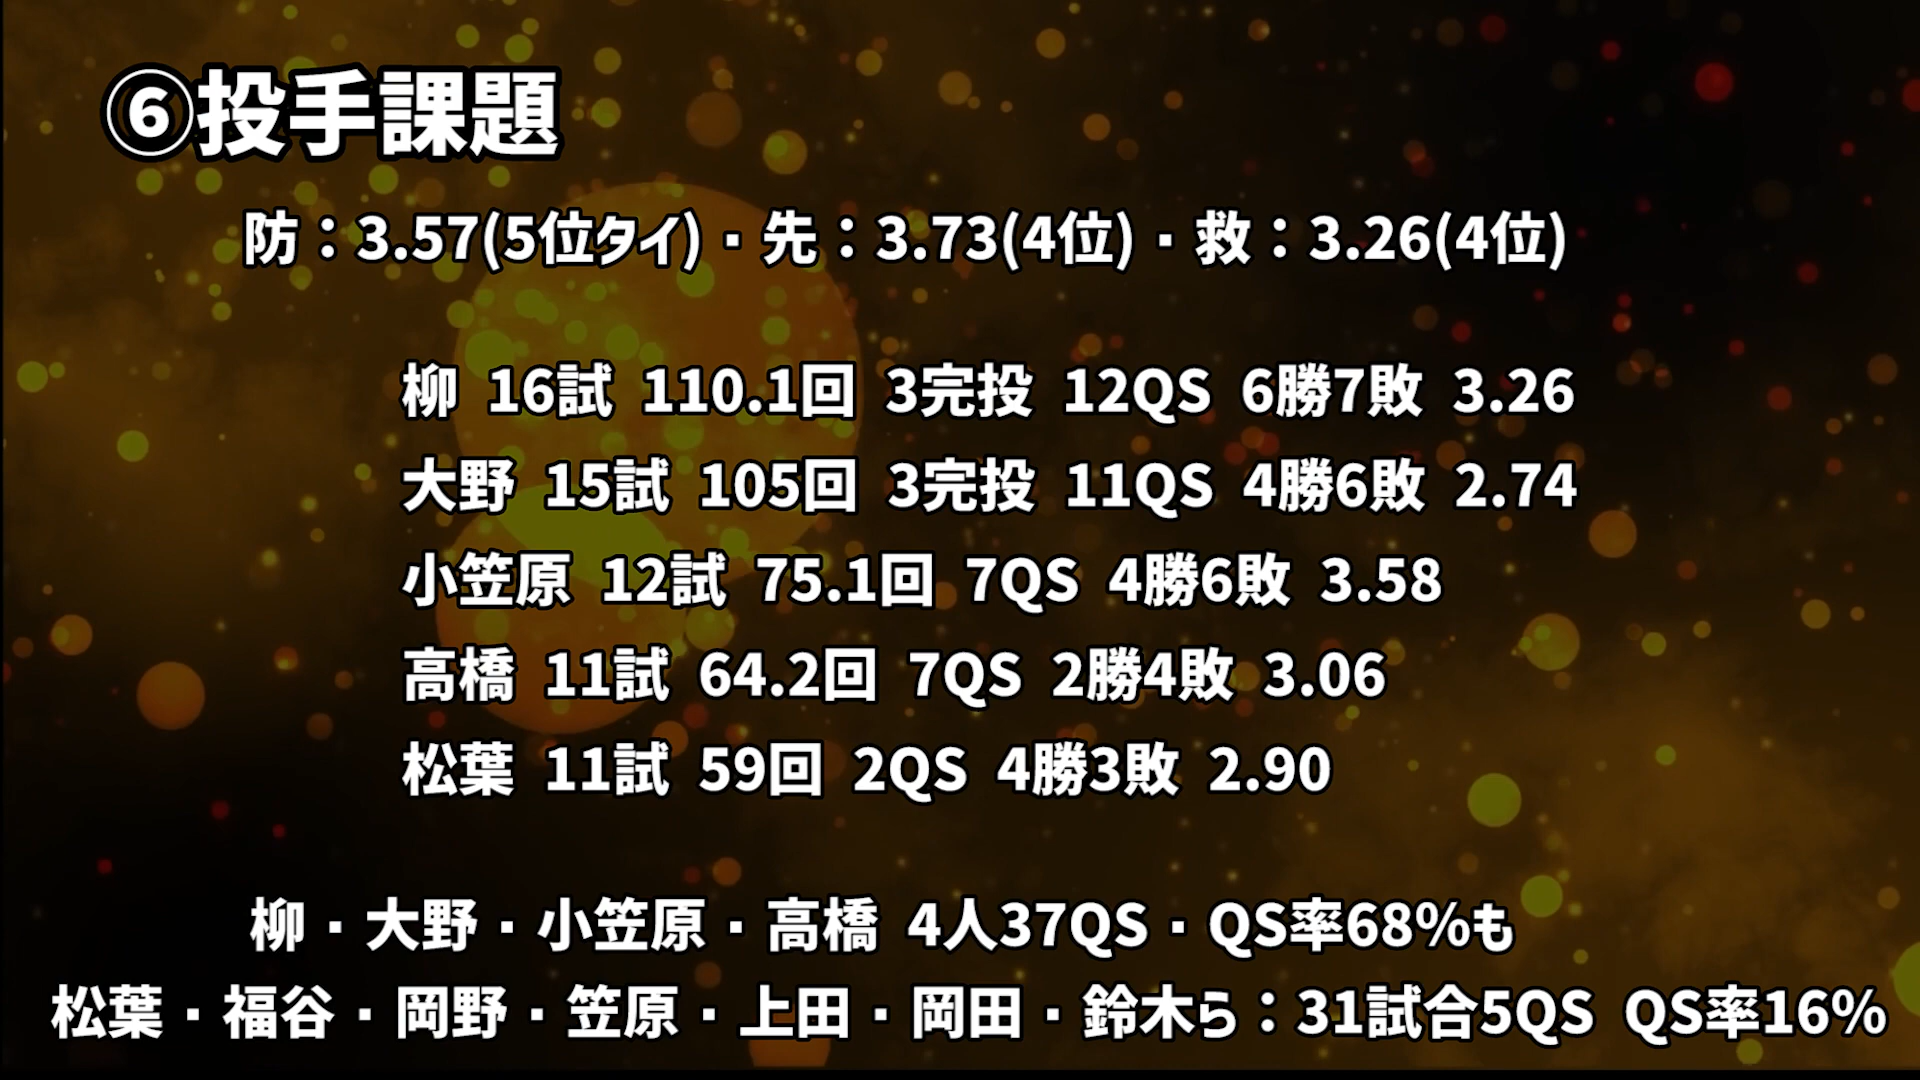 ⑥投手課題
防：3.57(5位タイ)・先：3.73(4位)・救：3.26(4位)
柳 16試 110.1回 3完投 12QS 6勝7敗 3.26
大野 15試 105回 3完投 11QS 4勝6敗 2.74
小笠原 12試 75.1回 7QS 4勝6敗 3.58
高橋 11試 64.2回 7QS 2勝4敗 3.06
松葉 11試 59回 2QS 4勝3敗 2.90
柳・大野・小笠原・高橋 4人37QS・QS率68%も
松葉・福谷・岡野・笠原・上田・岡田・鈴木ら：31試合5QS QS率16%